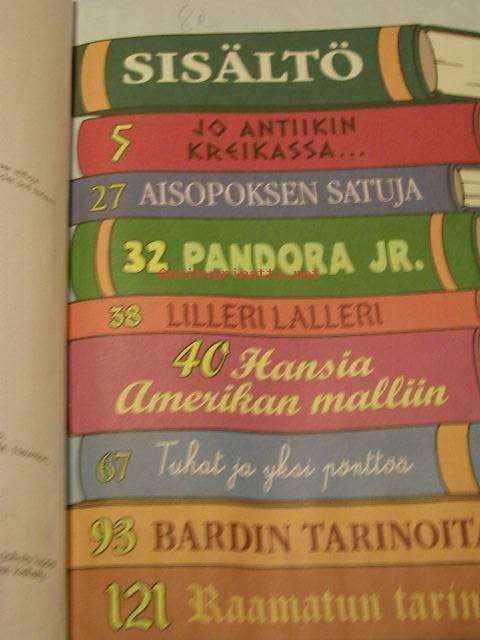 SISÄLTÖ
5 JO ANTIIKIN
KREIKASSA...
27 AISOPOKSEN SATUJA
32 PANDORA JR.
Antikvariaatti.net
38 LILLERI LALLERI
40 Hansia
Amerikan malliin
67 Tuhat ja yksi pönttöä
93 BARDIN TARINOITA
121 Raamatun tarin